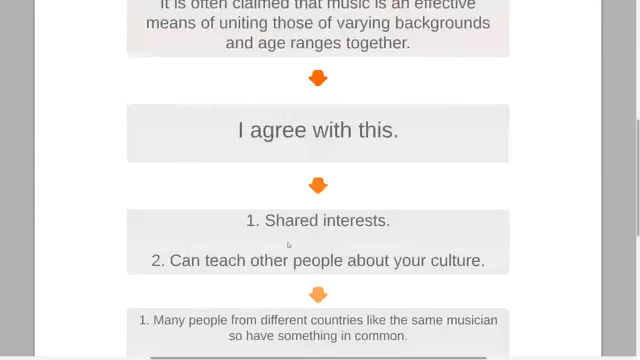 It is often claimed that music is an effective
means of uniting those of varying backgrounds
and age ranges together.
I agree with this.
1. Shared interests.
2. Can teach other people about your culture.
1. Many people from different countries like the same musician
so have something in common.